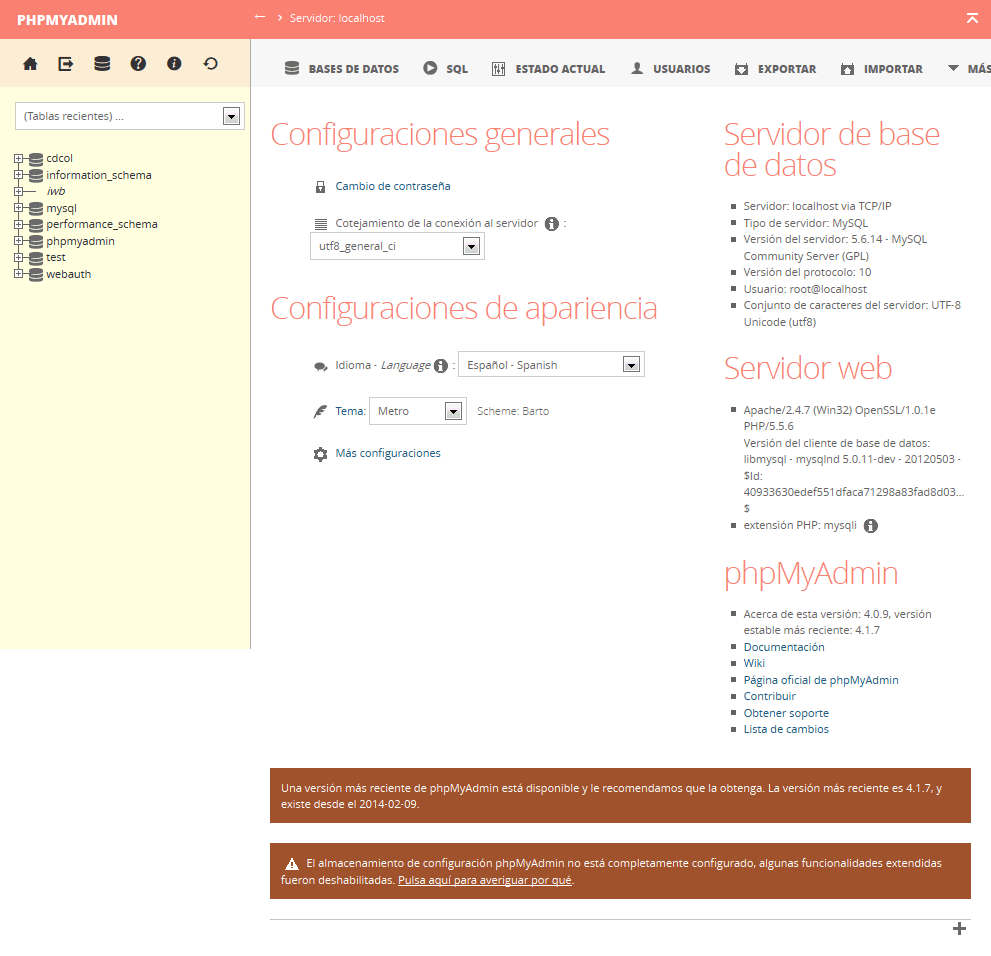 PHPMYADMIN
← › Servidor: localhost
BASES DE DATOS SQL ESTADO ACTUAL USUARIOS EXPORTAR IMPORTAR MÁS
(Tablas recientes) ...
cdcol
information_schema
iwb
mysql
performance_schema
phpmyadmin
test
webauth
Configuraciones generales
Cambio de contraseña
Cotejamiento de la conexión al servidor :
utf8_general_ci
Configuraciones de apariencia
Idioma - Language : Español - Spanish
Tema: Metro Scheme: Barto
Más configuraciones
Servidor de base
de datos
Servidor: localhost via TCP/IP
Tipo de servidor: MySQL
Versión del servidor: 5.6.14 - MySQL
Community Server (GPL)
Versión del protocolo: 10
Usuario: root@localhost
Conjunto de caracteres del servidor: UTF-8
Unicode (utf8)
Servidor web
Apache/2.4.7 (Win32) OpenSSL/1.0.1e
PHP/5.5.6
Versión del cliente de base de datos:
libmysql - mysqlnd 5.0.11-dev - 20120503 -
$Id:
40933630edef551dfaca71298a83fad8d03...
$
extensión PHP: mysqli
phpMyAdmin
Acerca de esta versión: 4.0.9, versión
estable más reciente: 4.1.7
Documentación
Wiki
Página oficial de phpMyAdmin
Contribuir
Obtener soporte
Lista de cambios
Una versión más reciente de phpMyAdmin está disponible y le recomendamos que la obtenga. La versión más reciente es 4.1.7, y
existe desde el 2014-02-09.
El almacenamiento de configuración phpMyAdmin no está completamente configurado, algunas funcionalidades extendidas
fueron deshabilitadas. Pulsa aquí para averiguar por qué.